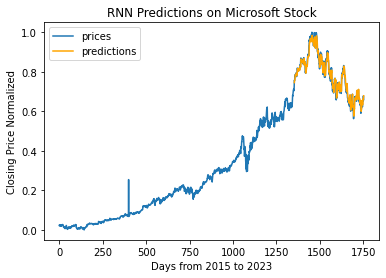 RNN Predictions on Microsoft Stock
prices
predictions
Closing Price Normalized
1.0
0.8
0.6
0.4
0.2
0.0
0 250 500 750 1000 1250 1500 1750
Days from 2015 to 2023